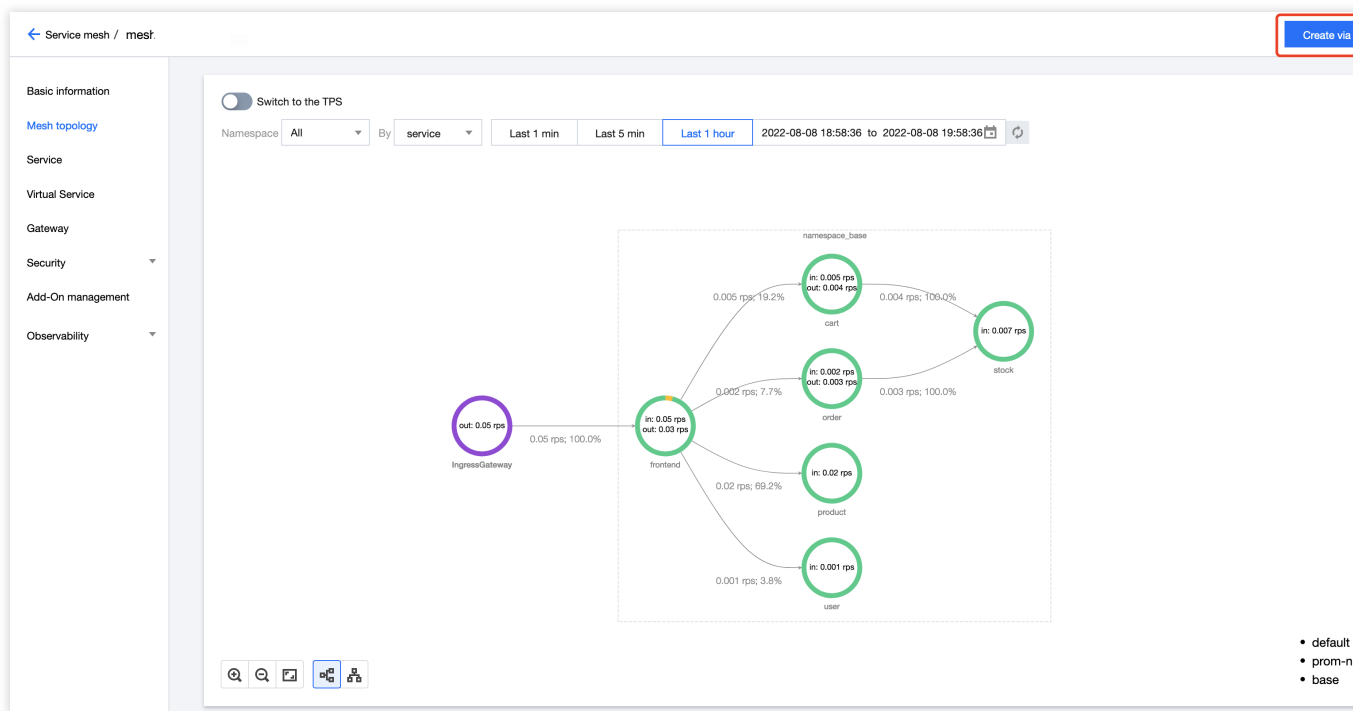 Service mesh / mesh.
Create via
Basic information
Mesh topology
Service
Virtual Service
Gateway
Security
Add-On management
Observability
Switch to the TPS
Namespace All By service Last 1 min Last 5 min Last 1 hour 2022-08-08 18:58:36 to 2022-08-08 19:58:36
namespace_base
in: 0.005 rps
out: 0.004 rps
cart
0.005 rps; 19.2%
0.004 rps; 100.0%
in: 0.007 rps
stock
in: 0.002 rps
out: 0.003 rps
order
0.002 rps; 7.7%
0.003 rps; 100.0%
out: 0.05 rps
IngressGateway
0.05 rps; 100.0%
in: 0.05 rps
out: 0.03 rps
frontend
in: 0.02 rps
product
0.02 rps; 69.2%
in: 0.001 rps
user
0.001 rps; 3.8%
• default
• prom-n
• base